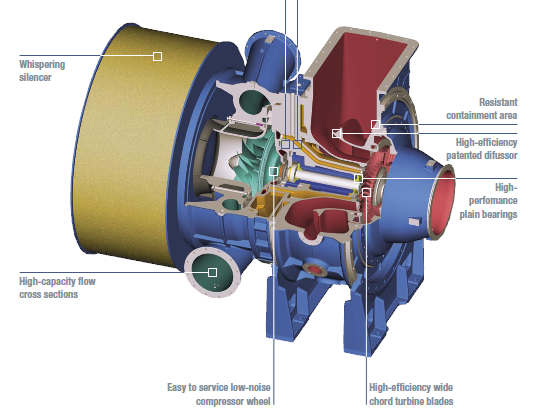 Whispering
silencer
Resistant
containment area
High-efficiency
patented difussor
High-
perfomance
plain bearings
High-capacity flow
cross sections
Easy to service low-noise
compressor wheel
High-efficiency wide
chord turbine blades